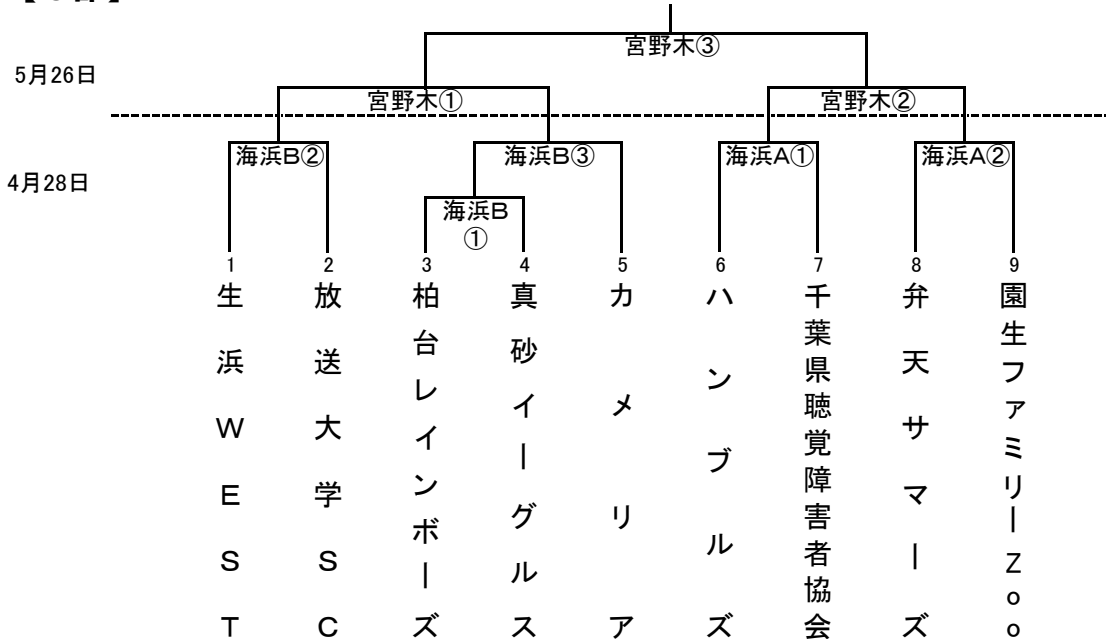 宮野木③
5月26日
宮野木①
宮野木②
海浜B②
海浜B③
海浜A①
海浜A②
4月28日
海浜B
①
1
2
3
4
5
6
7
8
9
生浜WEST
放送大学SC
柏台レインボーズ
真砂イーグルス
カメリア
ハンブルズ
千葉県聴覚障害者協会
弁天サマーズ
園生ファミリーZoo